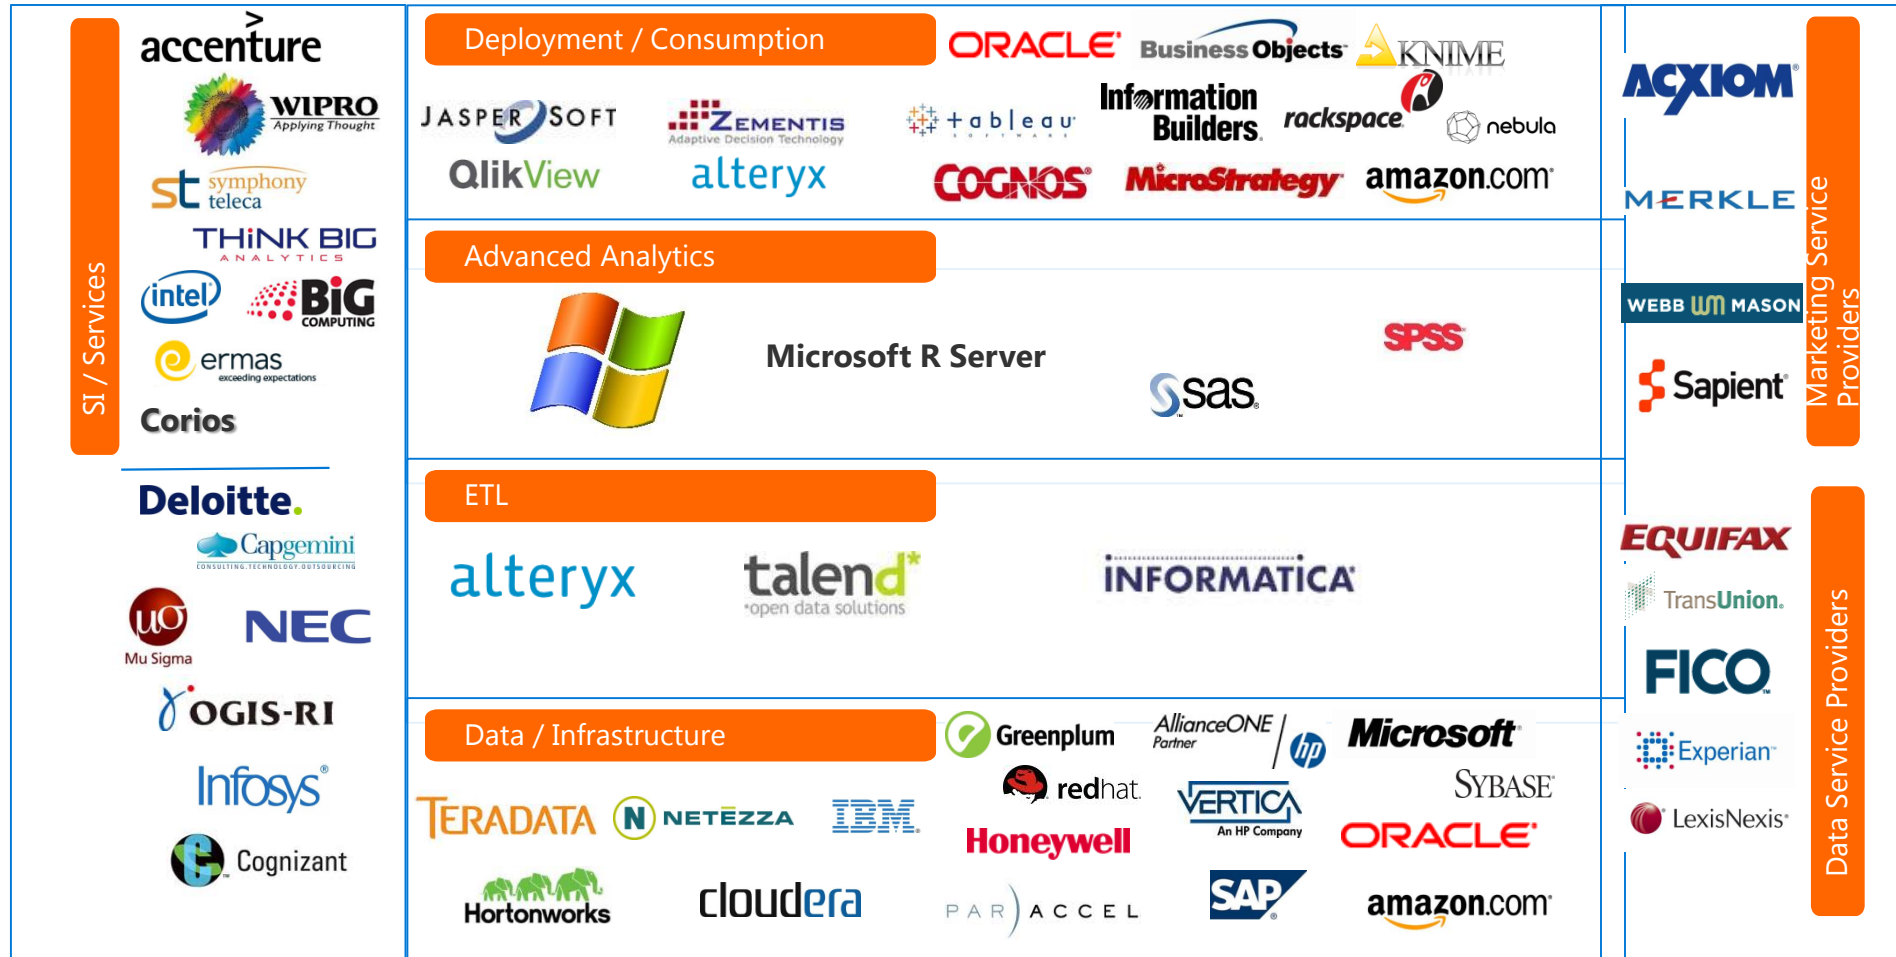 SI / Services
>
accenture
WIPRO
Applying Thought
st symphony
teleca
THiNK BIG
ANALYTICS
intel
BiG
COMPUTING
ermas
exceeding expectations
Corios
Deloitte.
Capgemini
CONSULTING.TECHNOLOGY.OUTSOURCING
μσ
Mu Sigma
NEC
OGIS-RI
Infosys®
Cognizant
Deployment / Consumption
ORACLE®
Business Objects
KNIME
JASPERSOFT
ZEMENTIS
Adaptive Decision Technology
tableau
SOFTWARE
Information
Builders
rackspace
nebula
QlikView
alteryx
COGNOS®
MicroStrategy
amazon.com®
Advanced Analytics
Microsoft R Server
SPSS
sas
ETL
alteryx
talend*
*open data solutions
INFORMATICA
Data / Infrastructure
Greenplum
AllianceONE
Partner
hp
Microsoft
redhat.
SYBASE
TERADATA
N NETEZZA
IBM
VERTICA
An HP Company
Honeywell
ORACLE
Hortonworks
cloudera
PARACCEL
SAP
amazon.com®
Marketing Service
Providers
ACXIOM®
MERKLE
WEBB WM MASON
Sapient
Data Service Providers
EQUIFAX
TransUnion.
FICO
Experian
LexisNexis®